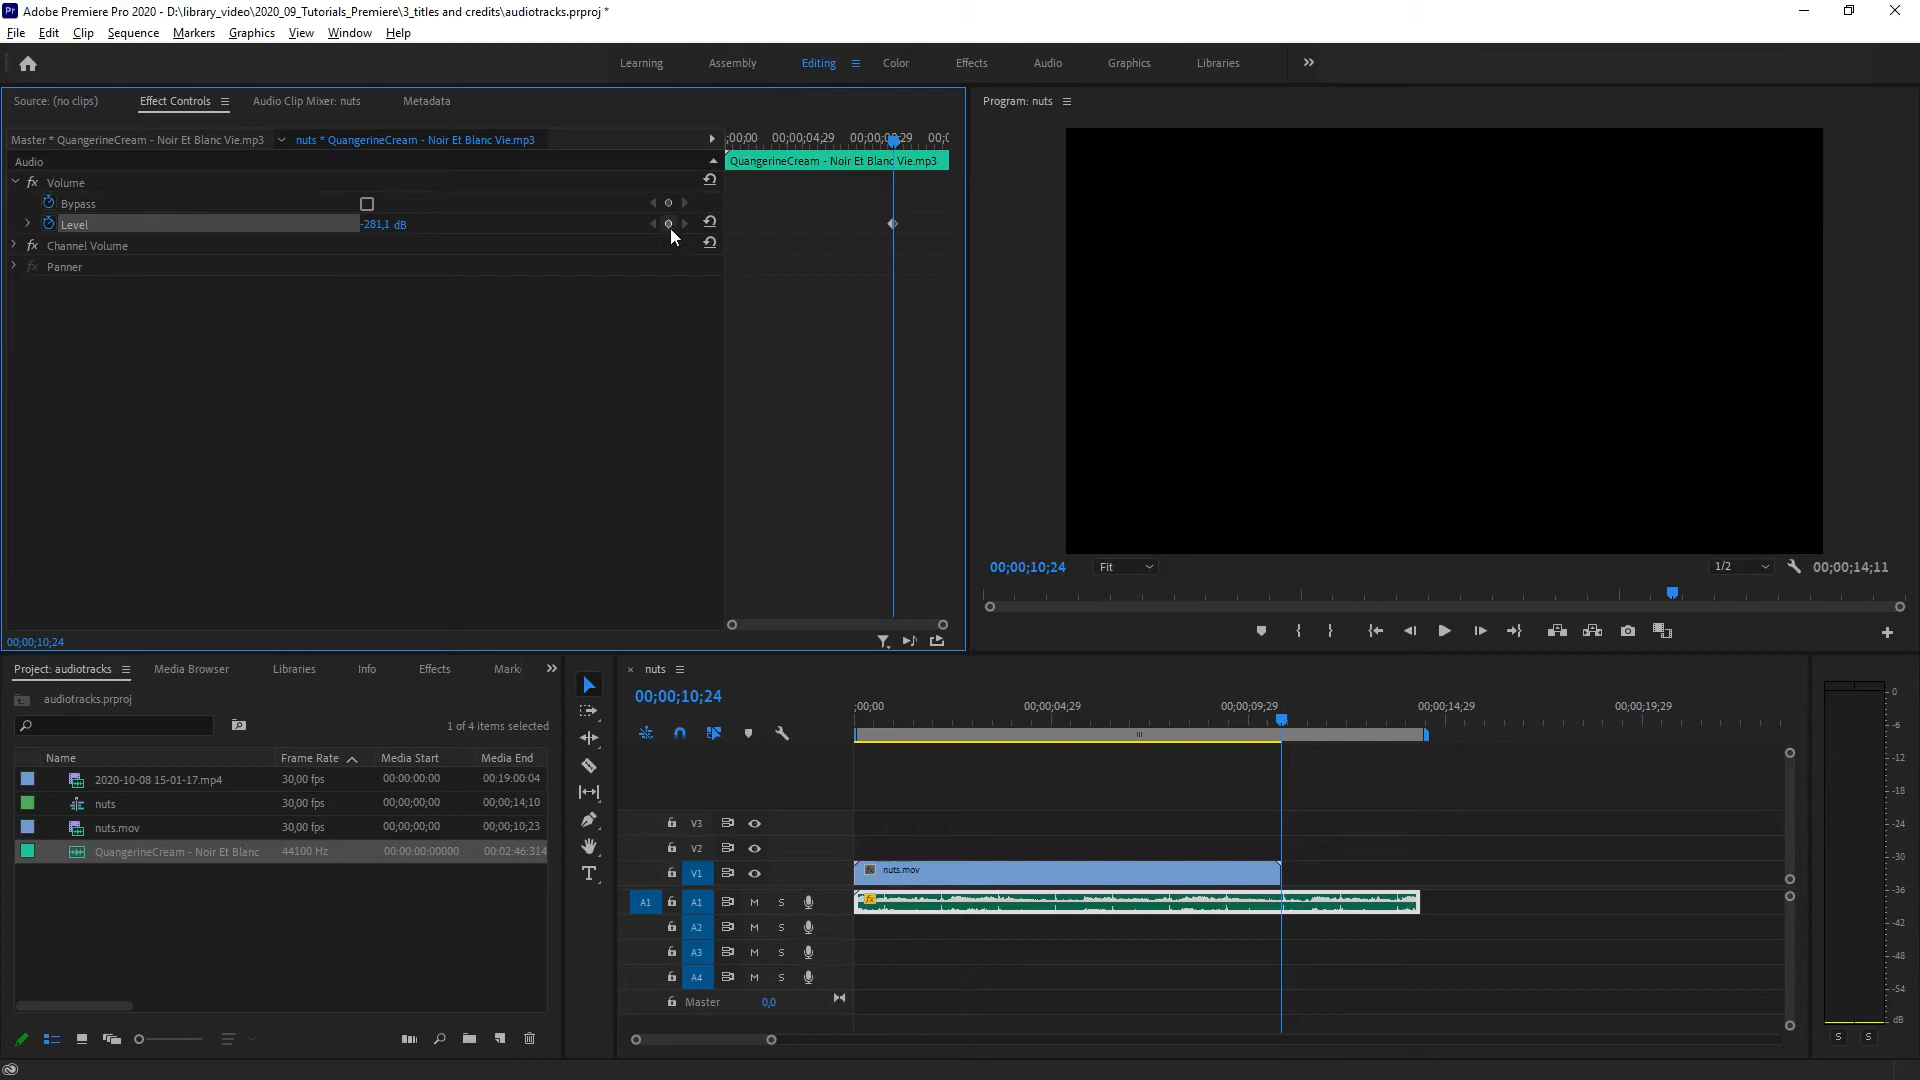 Pr Adobe Premiere Pro 2020 - D:\library_video\2020_09_Tutorials_Premiere\3_titles and credits\audiotracks.prproj *
File Edit Clip Sequence Markers Graphics View Window Help
Learning Assembly Editing Color Effects Audio Graphics Libraries
Source: (no clips) Effect Controls Audio Clip Mixer: nuts Metadata
Program: nuts
Master * QuangerineCream - Noir Et Blanc Vie.mp3 nuts * QuangerineCream - Noir Et Blanc Vie.mp3
;00;00 00;00;04;29 00;00;09;29 00;0
Audio
QuangerineCream - Noir Et Blanc Vie.mp3
fx Volume
Bypass
Level -281,1 dB
fx Channel Volume
fx Panner
00;00;10;24 Fit 1/2 00;00;14;11
00;00;10;24
Project: audiotracks Media Browser Libraries Info Effects Mark
audiotracks.prproj
1 of 4 items selected
Name Frame Rate Media Start Media End
2020-10-08 15-01-17.mp4 30,00 fps 00:00:00:00 00:19:00:04
nuts 30,00 fps 00;00;00;00 00;00;14;10
nuts.mov 30,00 fps 00;00;00;00 00;00;10;23
QuangerineCream - Noir Et Blanc 44100 Hz 00:00:00:00000 00:02:46:314
T
nuts
00;00;10;24
;00;00 00;00;04;29 00;00;09;29 00;00;14;29 00;00;19;29
V3
V2
V1 nuts.mov
fx
A1 A1 M S fx
A2 M S
A3 M S
A4 M S
Master 0,0
0
-6
-12
-18
-24
-30
-36
-42
-48
-54
dB
S S